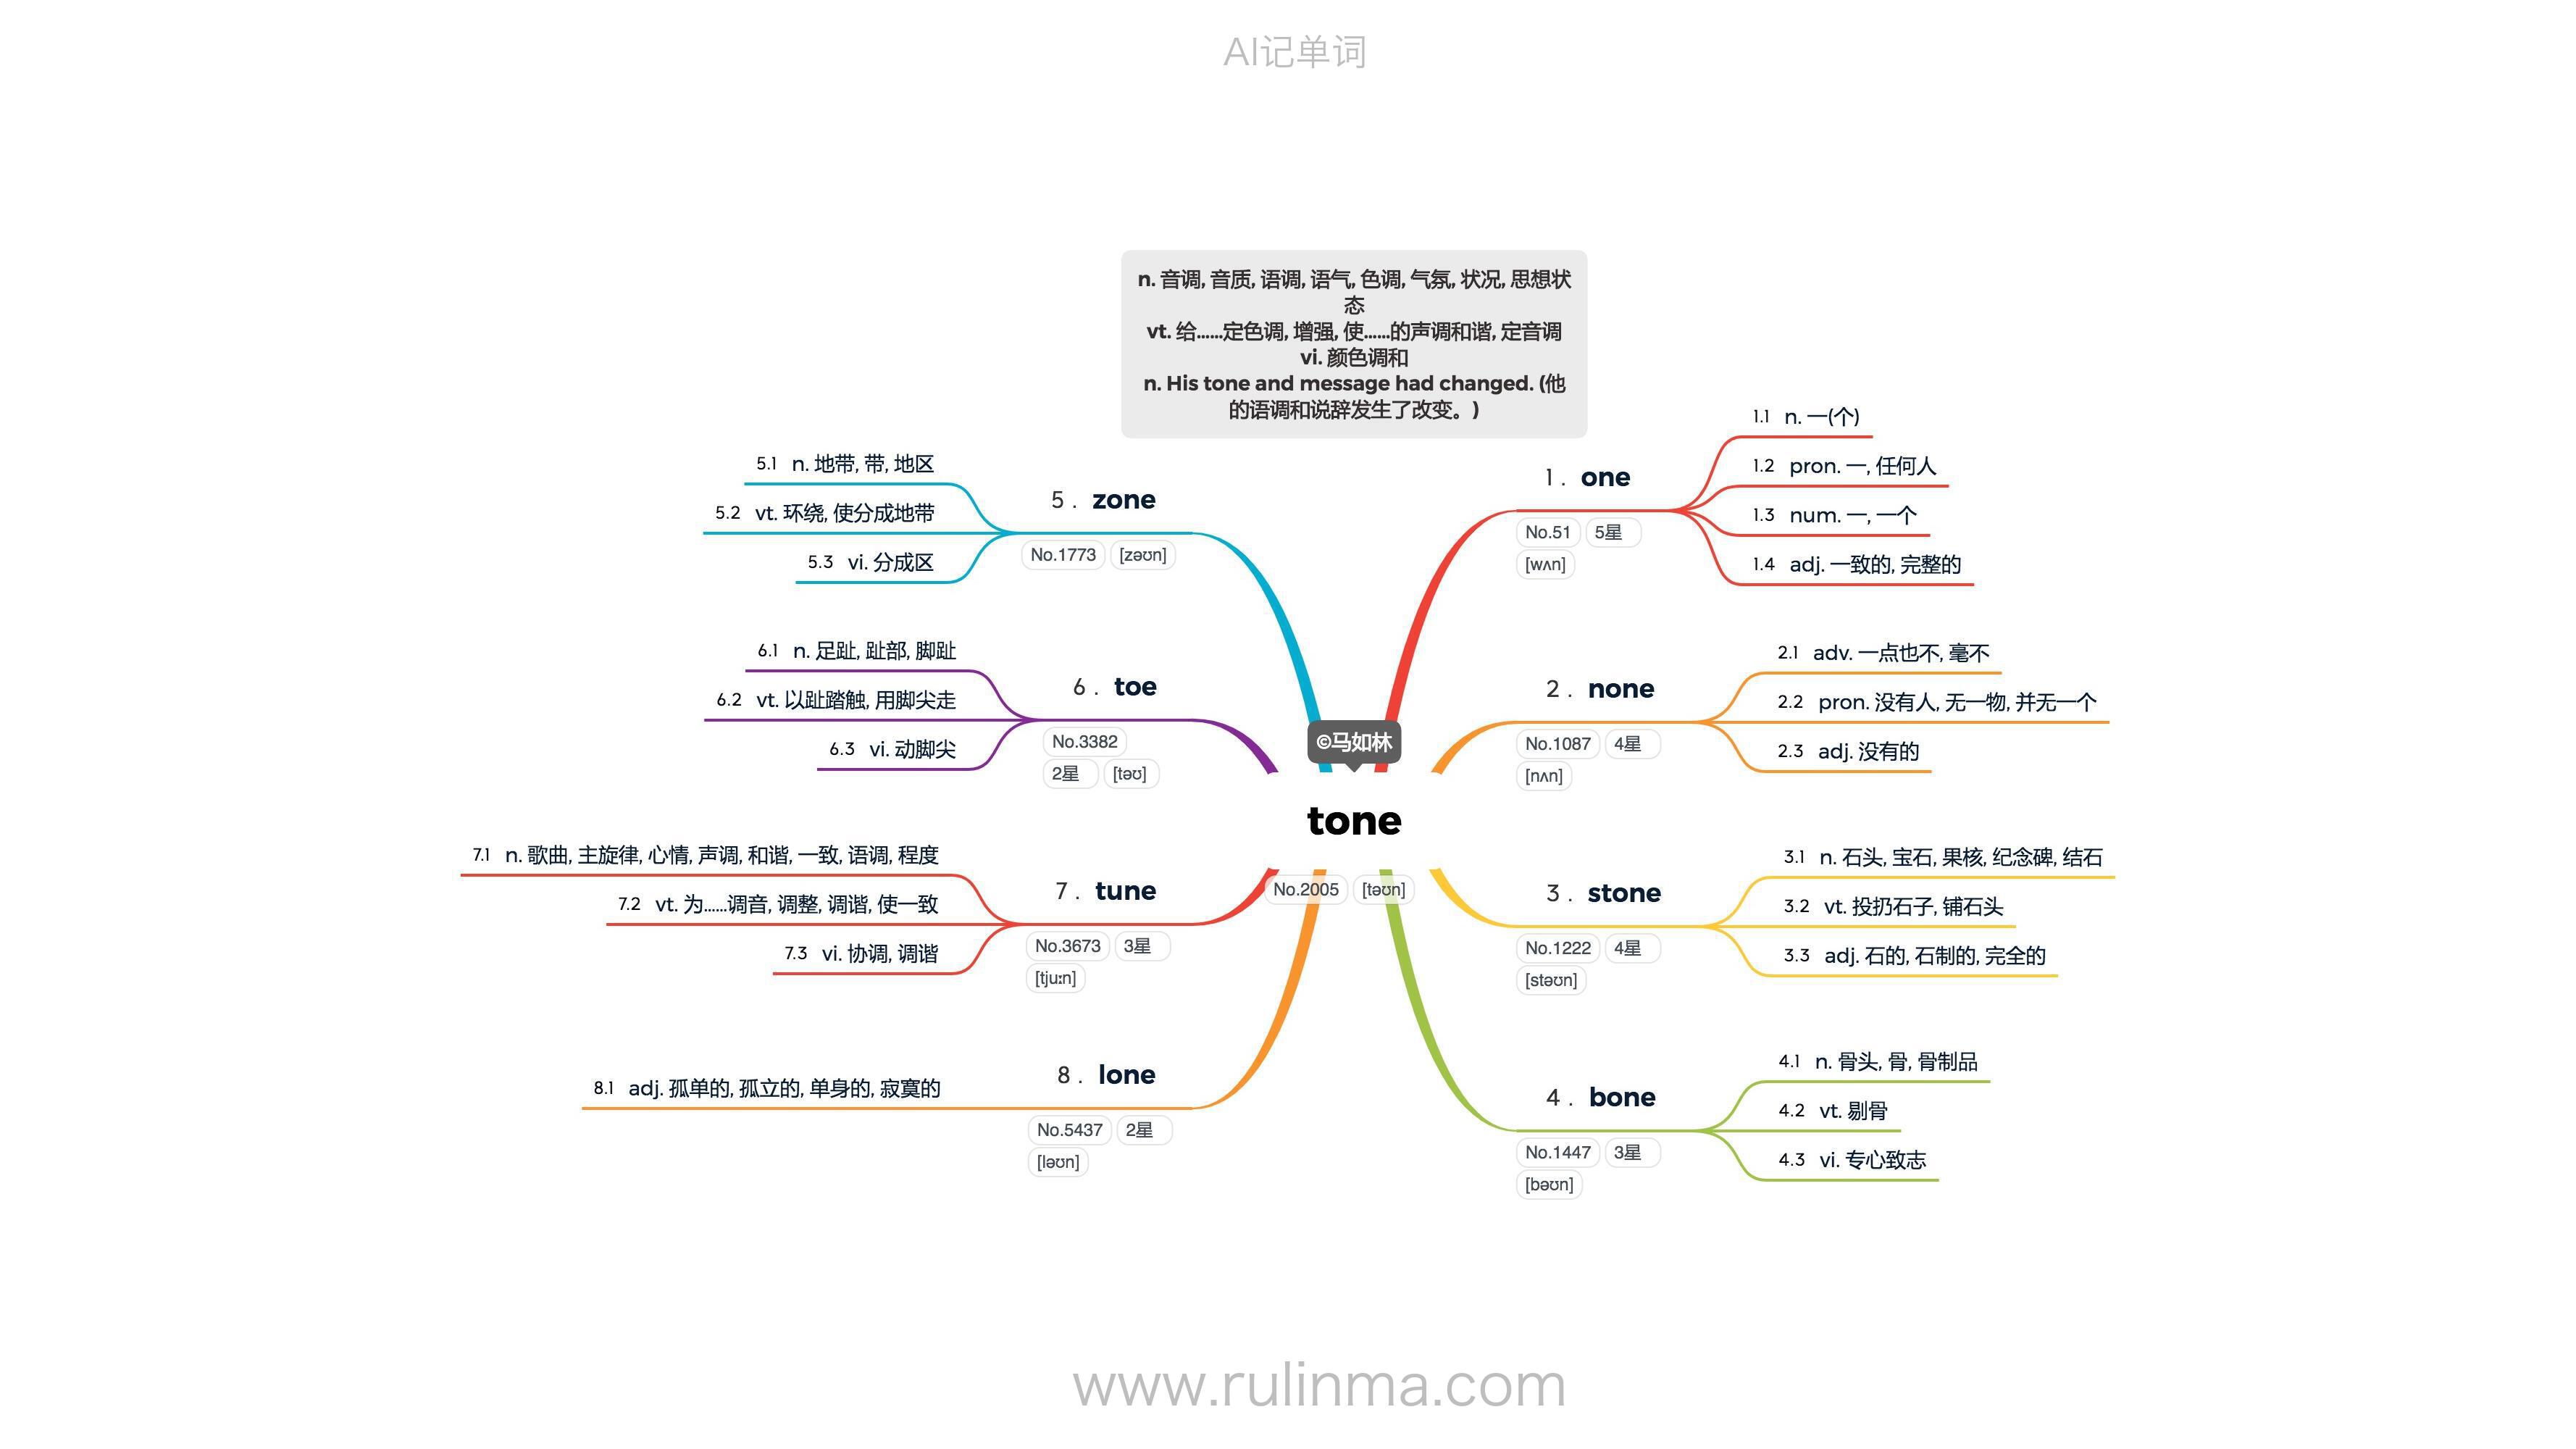 AI记单词
n. 音调, 音质, 语调, 语气, 色调, 气氛, 状况, 思想状
态
vt. 给......定色调, 增强, 使......的声调和谐, 定音调
vi. 颜色调和
n. His tone and message had changed. (他
的语调和说辞发生了改变。)
©马如林
tone
No.2005 [təʊn]
1 . one
No.51 5星
[wʌn]
1.1 n. 一(个)
1.2 pron. 一, 任何人
1.3 num. 一, 一个
1.4 adj. 一致的, 完整的
2 . none
No.1087 4星
[nʌn]
2.1 adv. 一点也不, 毫不
2.2 pron. 没有人, 无一物, 并无一个
2.3 adj. 没有的
3 . stone
No.1222 4星
[stəʊn]
3.1 n. 石头, 宝石, 果核, 纪念碑, 结石
3.2 vt. 投扔石子, 铺石头
3.3 adj. 石的, 石制的, 完全的
4 . bone
No.1447 3星
[bəʊn]
4.1 n. 骨头, 骨, 骨制品
4.2 vt. 剔骨
4.3 vi. 专心致志
5 . zone
No.1773 [zəʊn]
5.1 n. 地带, 带, 地区
5.2 vt. 环绕, 使分成地带
5.3 vi. 分成区
6 . toe
No.3382
2星 [təʊ]
6.1 n. 足趾, 趾部, 脚趾
6.2 vt. 以趾踏触, 用脚尖走
6.3 vi. 动脚尖
7 . tune
No.3673 3星
[tjuːn]
7.1 n. 歌曲, 主旋律, 心情, 声调, 和谐, 一致, 语调, 程度
7.2 vt. 为......调音, 调整, 调谐, 使一致
7.3 vi. 协调, 调谐
8 . lone
No.5437 2星
[ləʊn]
8.1 adj. 孤单的, 孤立的, 单身的, 寂寞的
www.rulinma.com